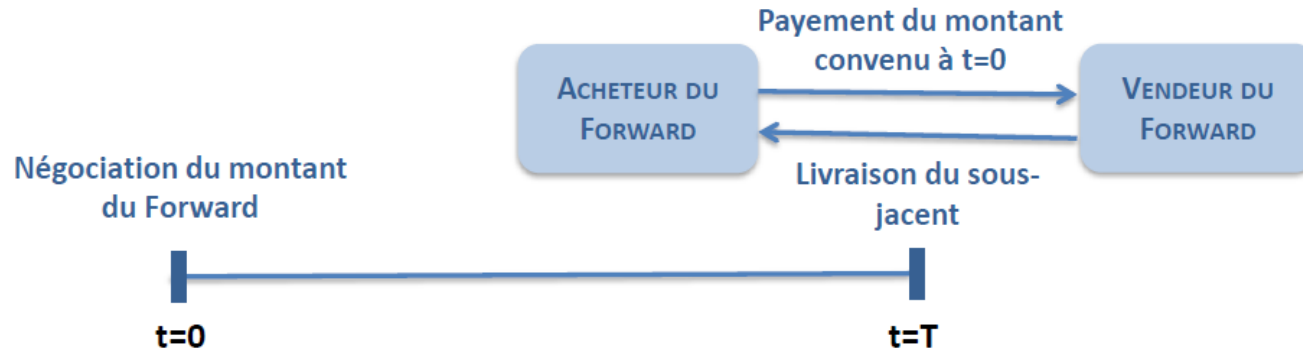 Payement du montant
convenu à t=0
ACHETEUR DU
FORWARD
VENDEUR DU
FORWARD
Négociation du montant
du Forward
Livraison du sous-
jacent
t=0
t=T